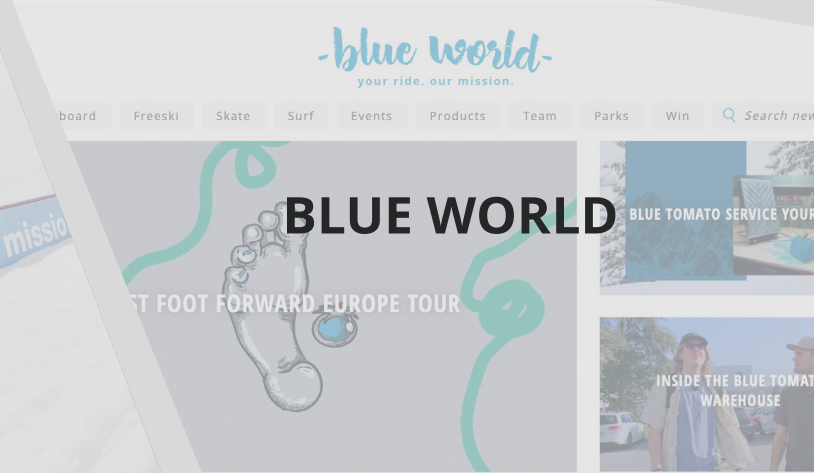 -blue world-
your ride. our mission.
board Freeski Skate Surf Events Products Team Parks Win Search new
BLUE WORLD
BLUE TOMATO SERVICE YOUR
missio
ST FOOT FORWARD EUROPE TOUR
INSIDE THE BLUE TOMAT
WAREHOUSE